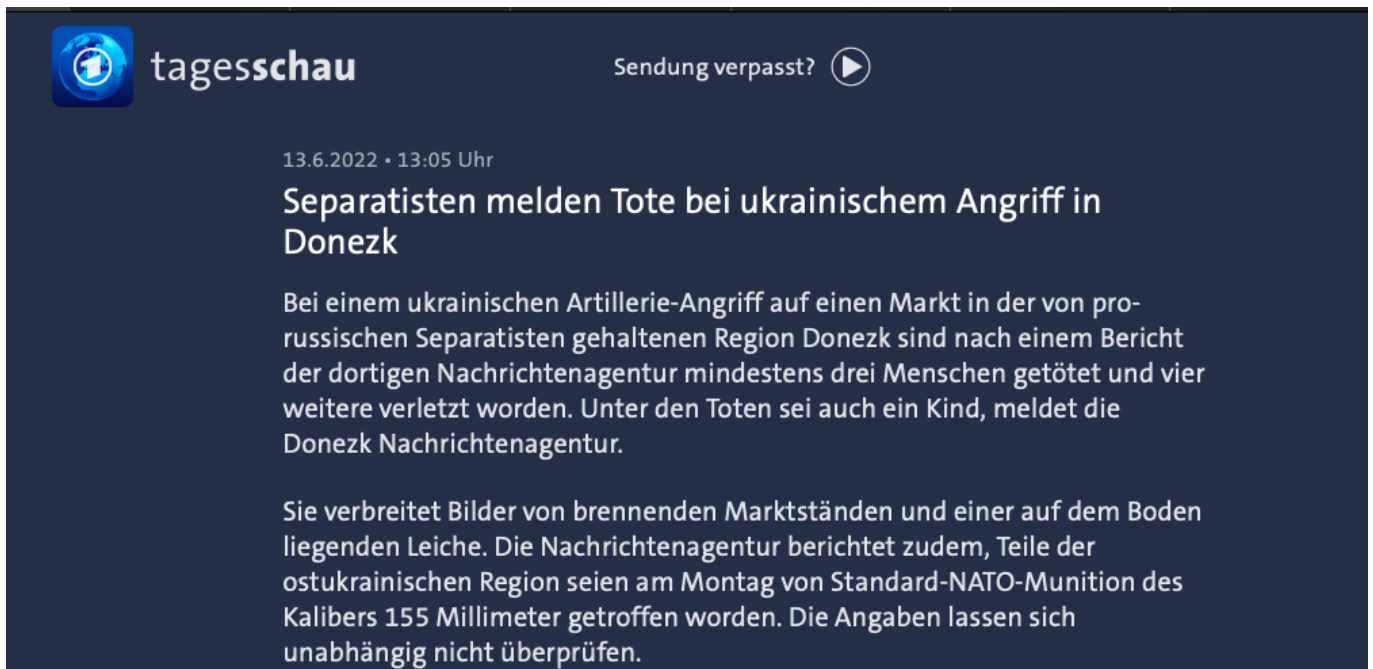 tagesschau
Sendung verpasst?
13.6.2022 • 13:05 Uhr
Separatisten melden Tote bei ukrainischem Angriff in
Donezk
Bei einem ukrainischen Artillerie-Angriff auf einen Markt in der von pro-
russischen Separatisten gehaltenen Region Donezk sind nach einem Bericht
der dortigen Nachrichtenagentur mindestens drei Menschen getötet und vier
weitere verletzt worden. Unter den Toten sei auch ein Kind, meldet die
Donezk Nachrichtenagentur.
Sie verbreitet Bilder von brennenden Marktständen und einer auf dem Boden
liegenden Leiche. Die Nachrichtenagentur berichtet zudem, Teile der
ostukrainischen Region seien am Montag von Standard-NATO-Munition des
Kalibers 155 Millimeter getroffen worden. Die Angaben lassen sich
unabhängig nicht überprüfen.